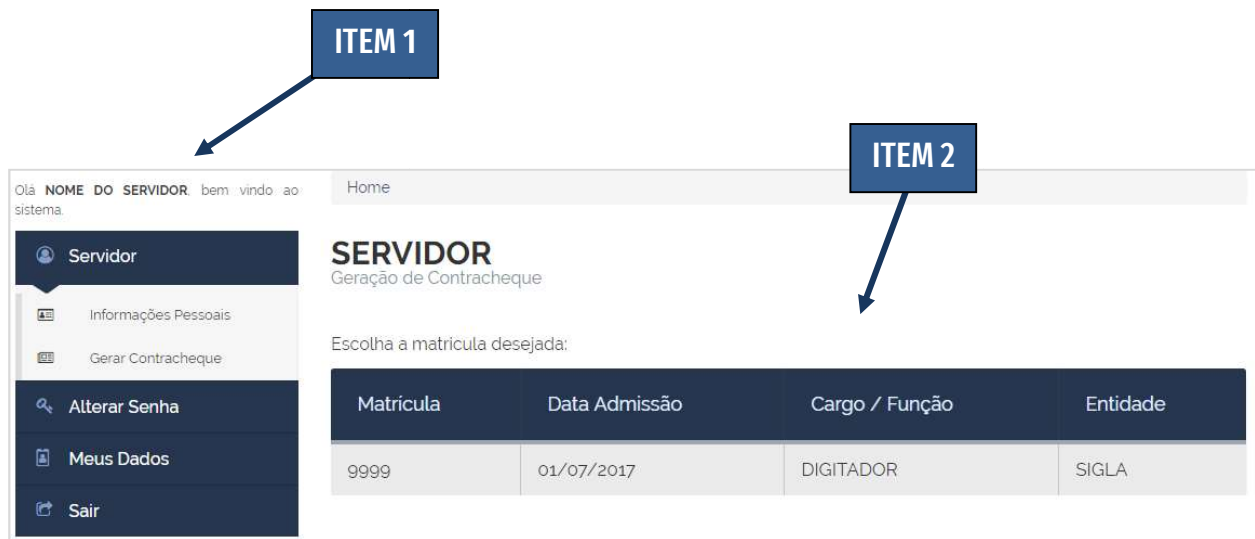 ITEM 1
ITEM 2
Olá NOME DO SERVIDOR, bem vindo ao
sistema.
Servidor
Informações Pessoais
Gerar Contracheque
Alterar Senha
Meus Dados
Sair
Home
SERVIDOR
Geração de Contracheque
Escolha a matricula desejada:
Matrícula Data Admissão Cargo / Função Entidade
9999 01/07/2017 DIGITADOR SIGLA